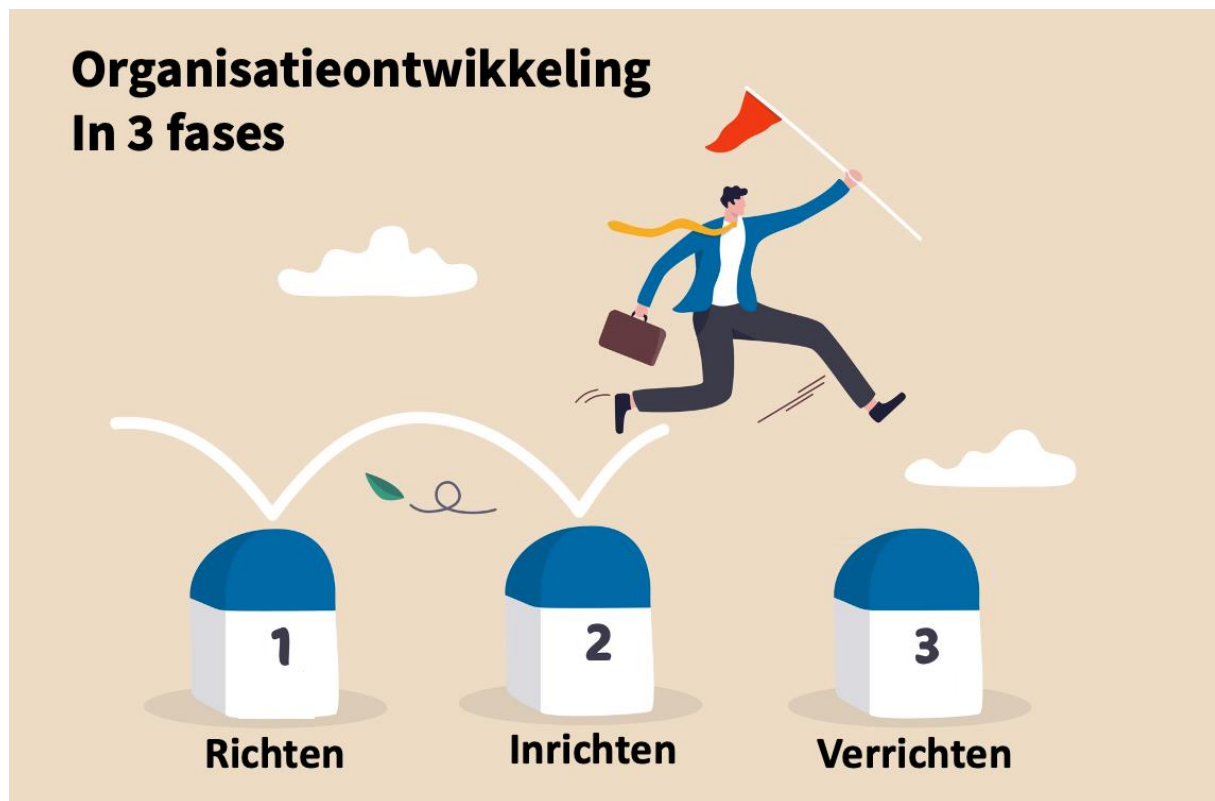 Organisatieontwikkeling
In 3 fases
1
2
3
Richten
Inrichten
Verrichten